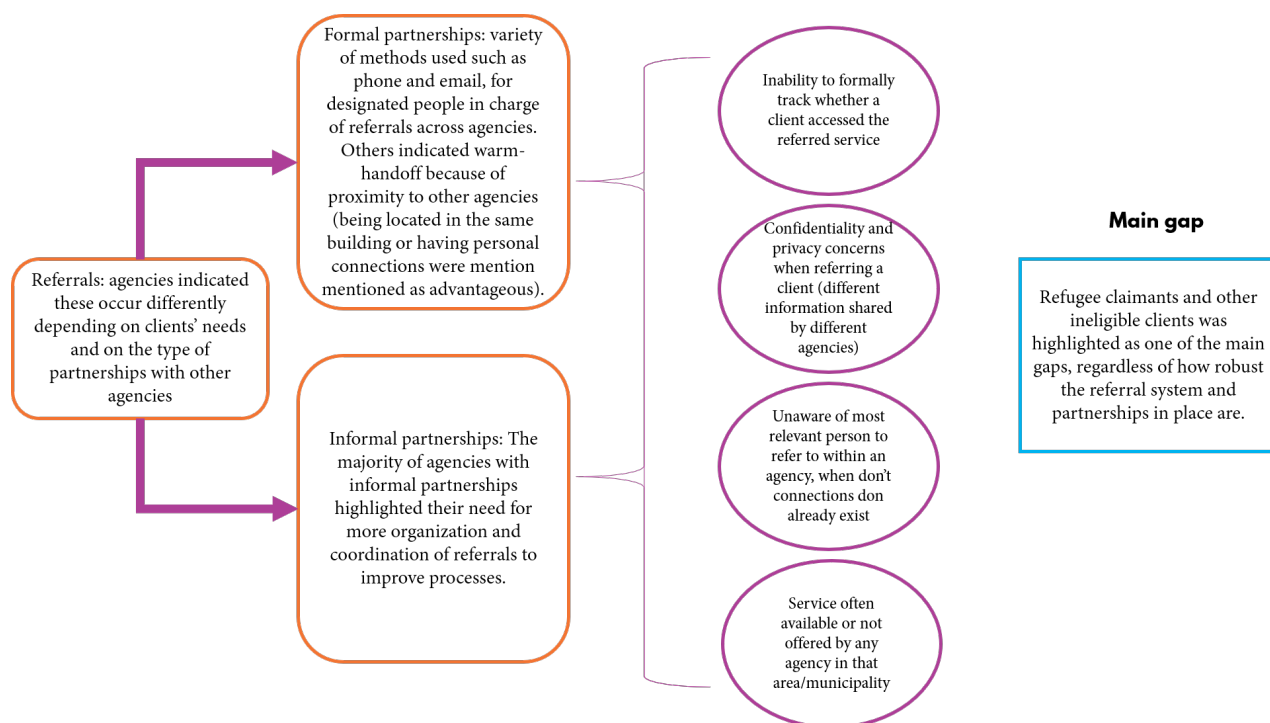 Referrals: agencies indicated
these occur differently
depending on clients’ needs
and on the type of
partnerships with other
agencies
Formal partnerships: variety
of methods used such as
phone and email, for
designated people in charge
of referrals across agencies.
Others indicated warm-
handoff because of
proximity to other agencies
(being located in the same
building or having personal
connections were mention
mentioned as advantageous).
Informal partnerships: The
majority of agencies with
informal partnerships
highlighted their need for
more organization and
coordination of referrals to
improve processes.
Inability to formally
track whether a
client accessed the
referred service
Confidentiality and
privacy concerns
when referring a
client (different
information shared
by different
agencies)
Unaware of most
relevant person to
refer to within an
agency, when don’t
connections don
already exist
Service often
available or not
offered by any
agency in that
area/municipality
Main gap
Refugee claimants and other
ineligible clients was
highlighted as one of the main
gaps, regardless of how robust
the referral system and
partnerships in place are.